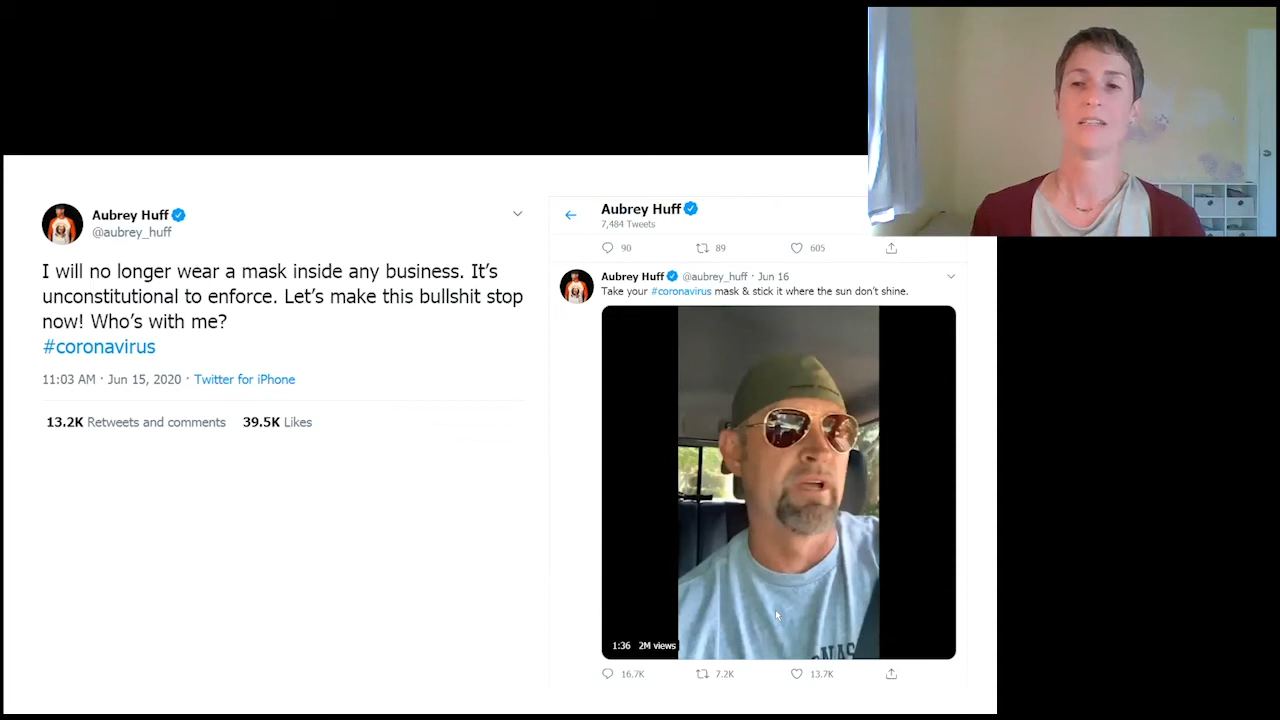 Aubrey Huff
@aubrey_huff
I will no longer wear a mask inside any business. It's
unconstitutional to enforce. Let's make this bullshit stop
now! Who's with me?
#coronavirus
11:03 AM · Jun 15, 2020 · Twitter for iPhone
13.2K Retweets and comments 39.5K Likes
Aubrey Huff
7,484 Tweets
90 89 605
Aubrey Huff @aubrey_huff · Jun 16
Take your #coronavirus mask & stick it where the sun don't shine.
1:36 2M views
16.7K 7.2K 13.7K